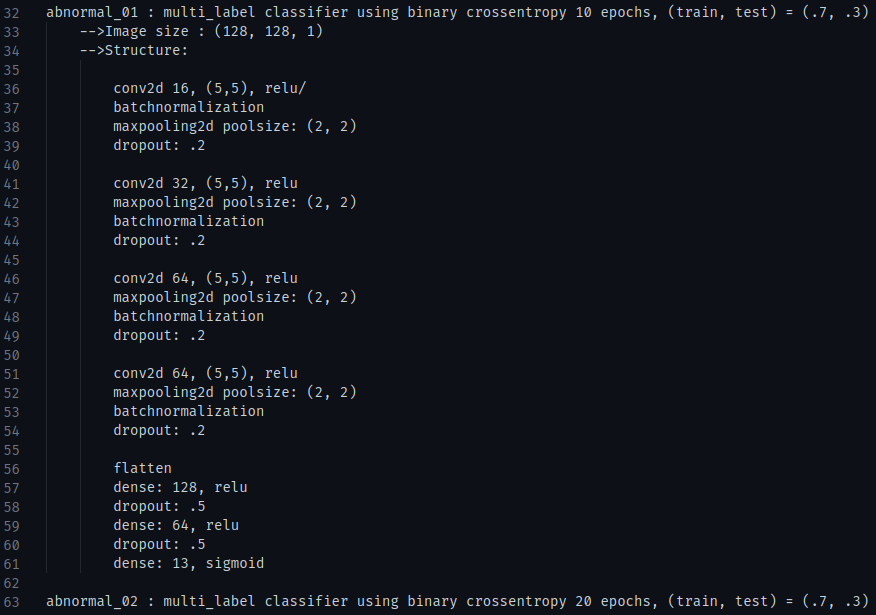 32 abnormal_01 : multi_label classifier using binary crossentropy 10 epochs, (train, test) = (.7, .3)
33 -->Image size : (128, 128, 1)
34 -->Structure:
35
36 conv2d 16, (5,5), relu/
37 batchnormalization
38 maxpooling2d poolsize: (2, 2)
39 dropout: .2
40
41 conv2d 32, (5,5), relu
42 maxpooling2d poolsize: (2, 2)
43 batchnormalization
44 dropout: .2
45
46 conv2d 64, (5,5), relu
47 maxpooling2d poolsize: (2, 2)
48 batchnormalization
49 dropout: .2
50
51 conv2d 64, (5,5), relu
52 maxpooling2d poolsize: (2, 2)
53 batchnormalization
54 dropout: .2
55
56 flatten
57 dense: 128, relu
58 dropout: .5
59 dense: 64, relu
60 dropout: .5
61 dense: 13, sigmoid
62
63 abnormal_02 : multi_label classifier using binary crossentropy 20 epochs, (train, test) = (.7, .3)